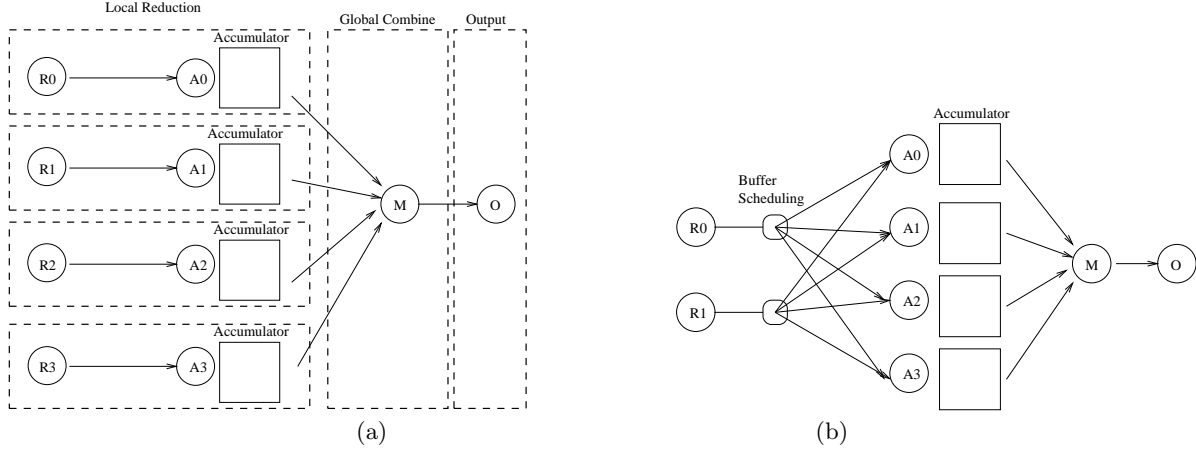 Local Reduction
Global Combine
Output
Accumulator
R0
A0
Accumulator
R1
A1
M
O
Accumulator
R2
A2
Accumulator
R3
A3
(a)
Accumulator
A0
Buffer
Scheduling
R0
A1
M
O
R1
A2
A3
(b)